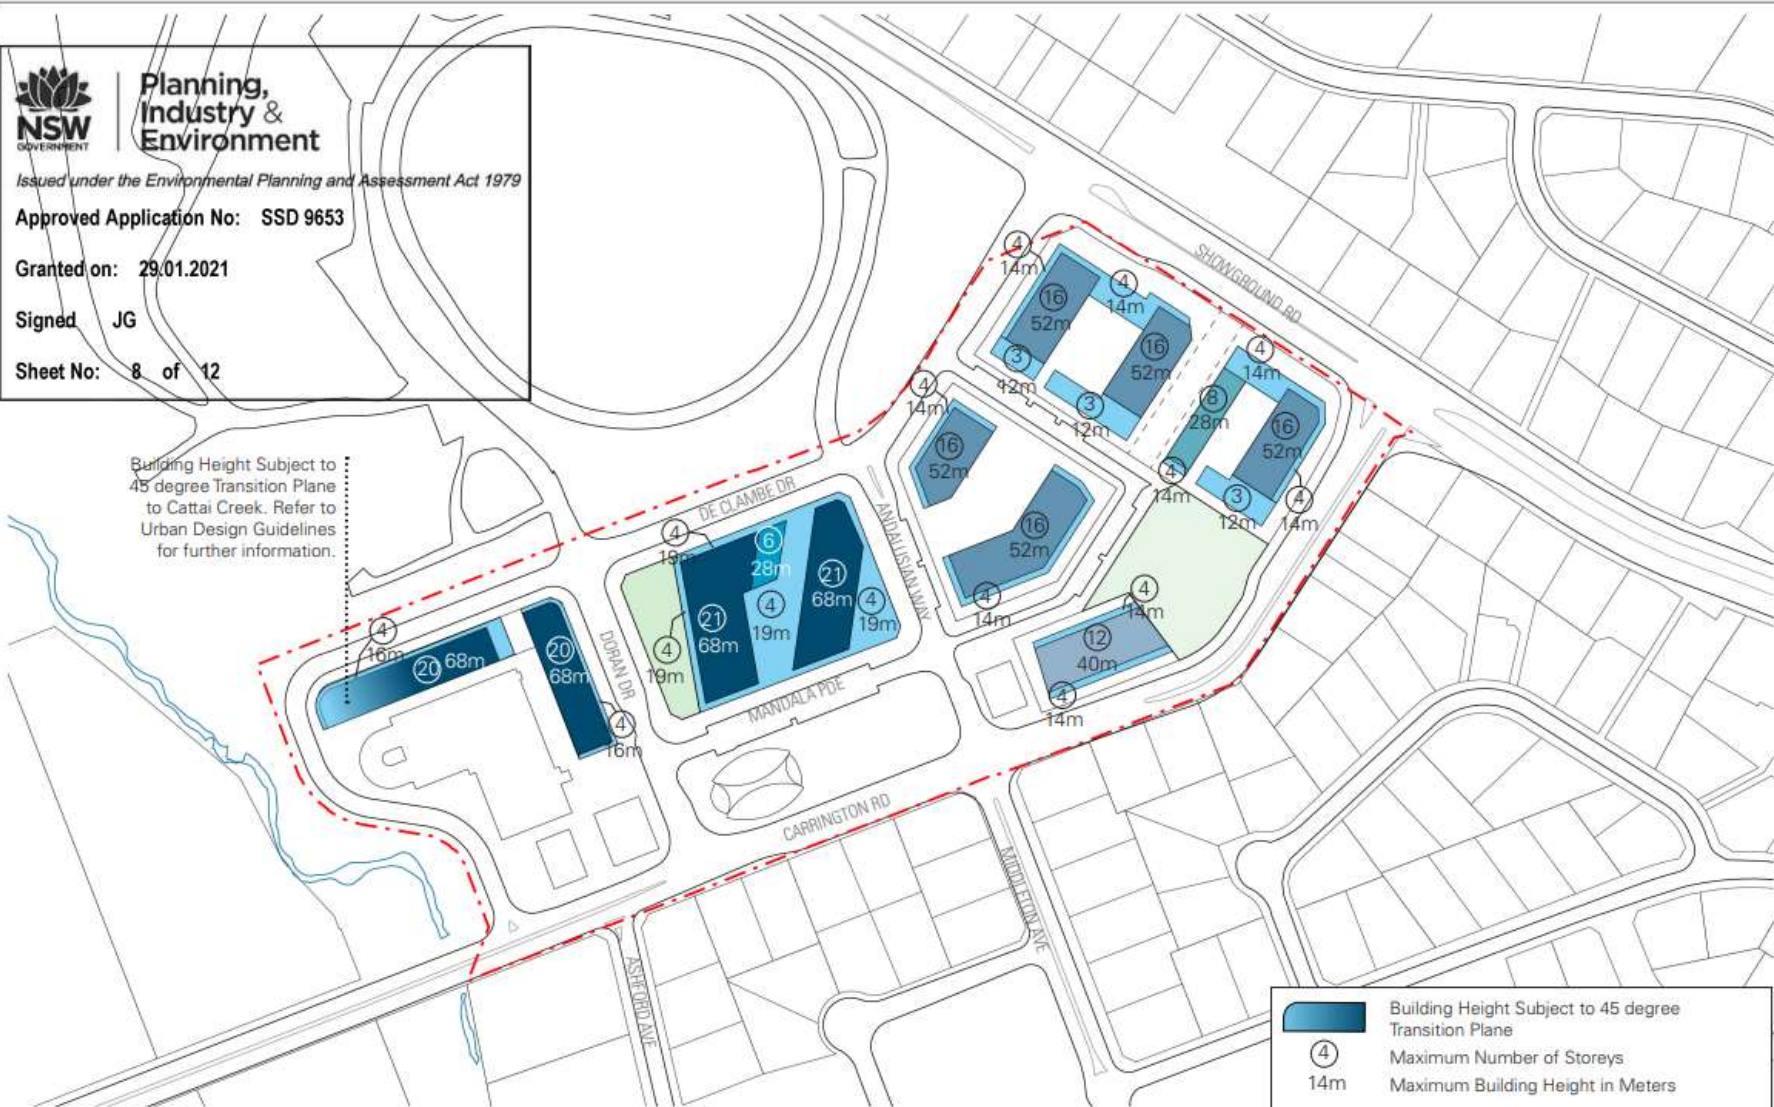 Planning,
Industry &
Environment
NSW
GOVERNMENT
Issued under the Environmental Planning and Assessment Act 1979
Approved Application No: SSD 9653
Granted on: 29.01.2021
Signed JG
Sheet No: 8 of 12
Building Height Subject to
45 degree Transition Plane
to Cattai Creek. Refer to
Urban Design Guidelines
for further information.
SHOWGROUND RD
4
14m
4
14m
16
52m
16
52m
3
12m
3
12m
4
14m
8
28m
16
52m
4
14m
3
12m
4
14m
4
14m
16
52m
16
52m
4
14m
4
14m
12
40m
4
14m
DE CLAMBE DR
ANDALUSIAN WAY
4
19m
6
28m
21
68m
4
19m
4
19m
21
68m
4
19m
DORAN DR
MANDALA PDE
4
16m
20 68m
20
68m
4
16m
CARRINGTON RD
MIDDLETON AVE
ASHFORD AVE
Building Height Subject to 45 degree
Transition Plane
4 Maximum Number of Storeys
14m Maximum Building Height in Meters